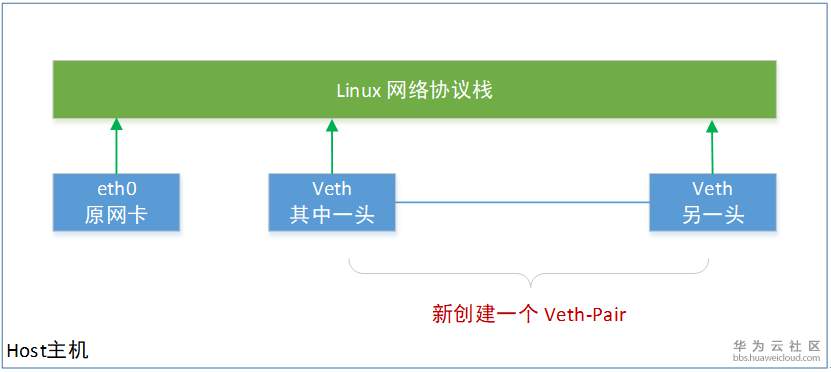 Linux 网络协议栈
eth0
原网卡
Veth
其中一头
Veth
另一头
新创建一个 Veth-Pair
Host主机
华为云社区
bbs.huaweicloud.com